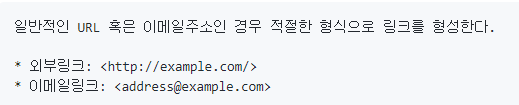 일반적인 URL 혹은 이메일주소인 경우 적절한 형식으로 링크를 형성한다.
* 외부링크: <http://example.com/>
* 이메일링크: <address@example.com>